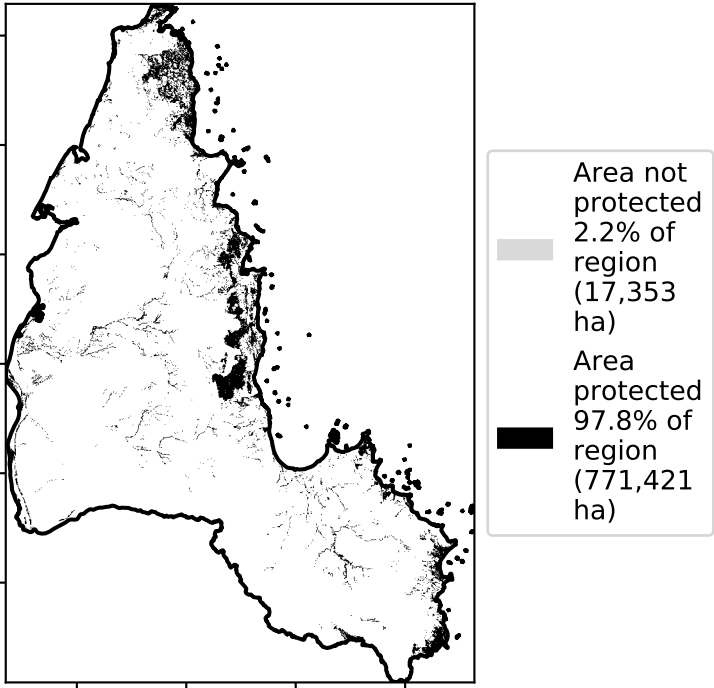 Area not
protected
2.2% of
region
(17,353
ha)
Area
protected
97.8% of
region
(771,421
ha)